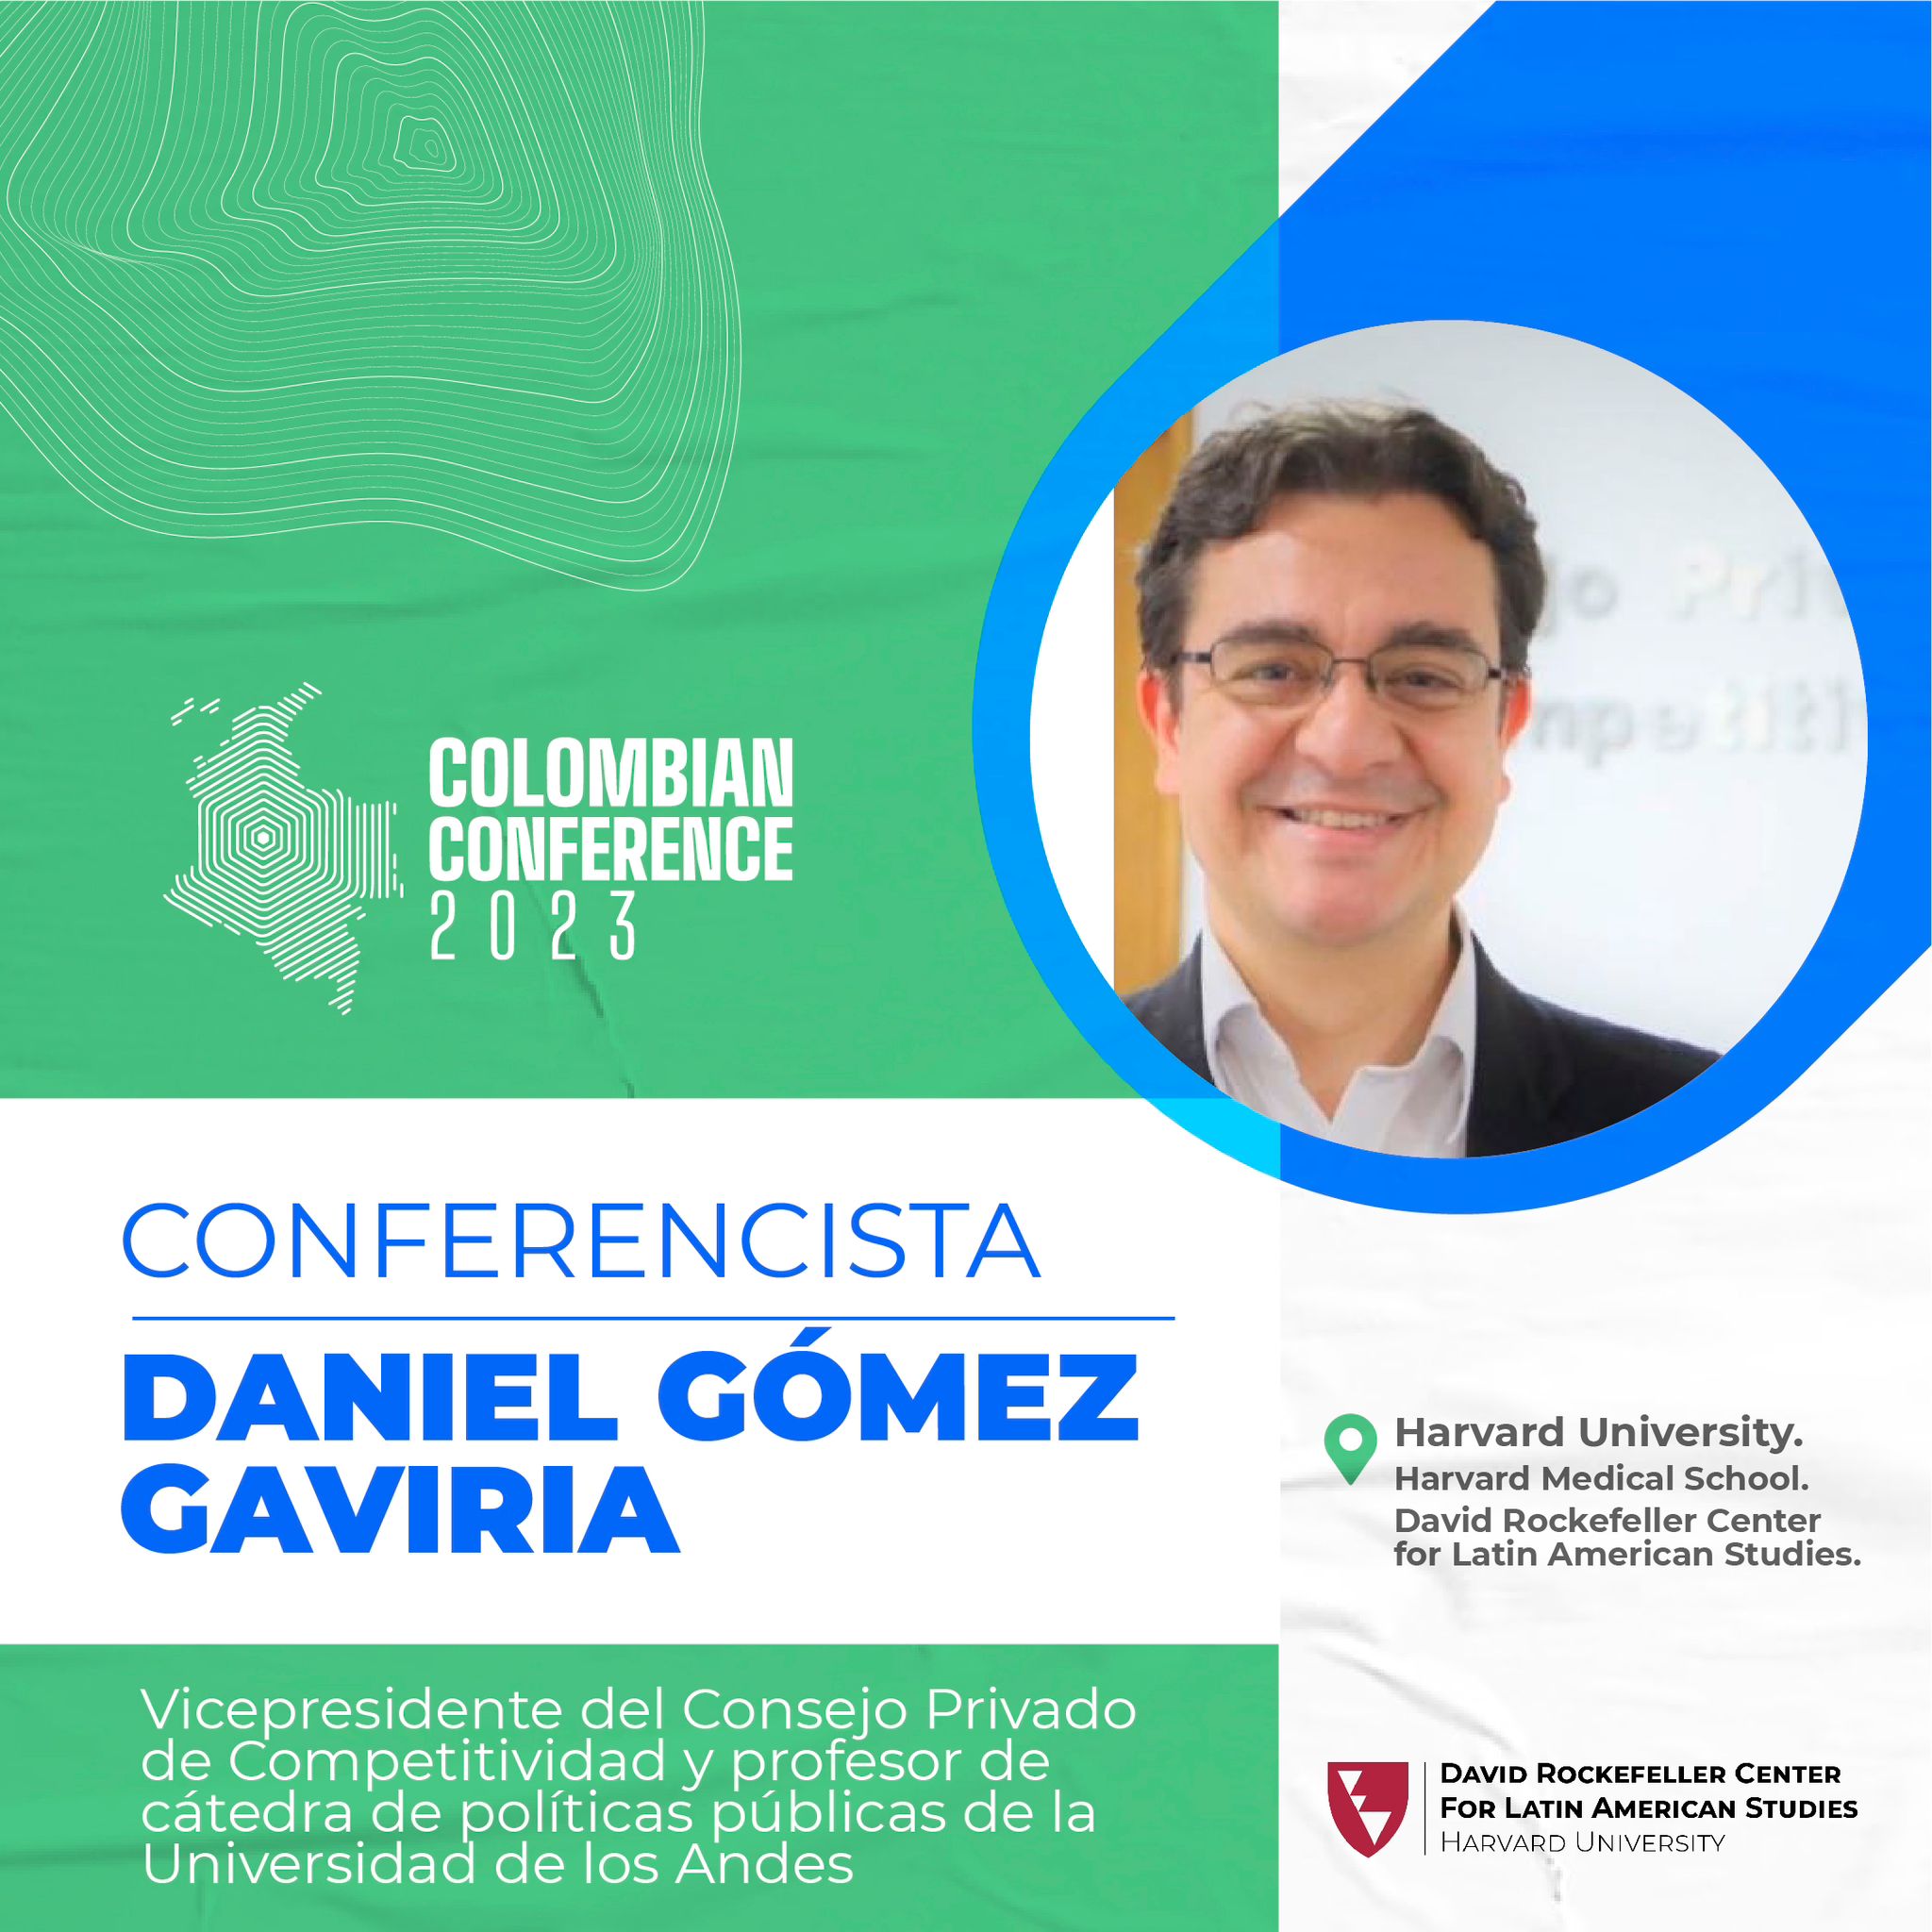 COLOMBIAN
CONFERENCE
2023
CONFERENCISTA
DANIEL GÓMEZ
GAVIRIA
Vicepresidente del Consejo Privado
de Competitividad y profesor de
cátedra de políticas públicas de la
Universidad de los Andes
Harvard University.
Harvard Medical School.
David Rockefeller Center
for Latin American Studies.
DAVID ROCKEFELLER CENTER
FOR LATIN AMERICAN STUDIES
HARVARD UNIVERSITY